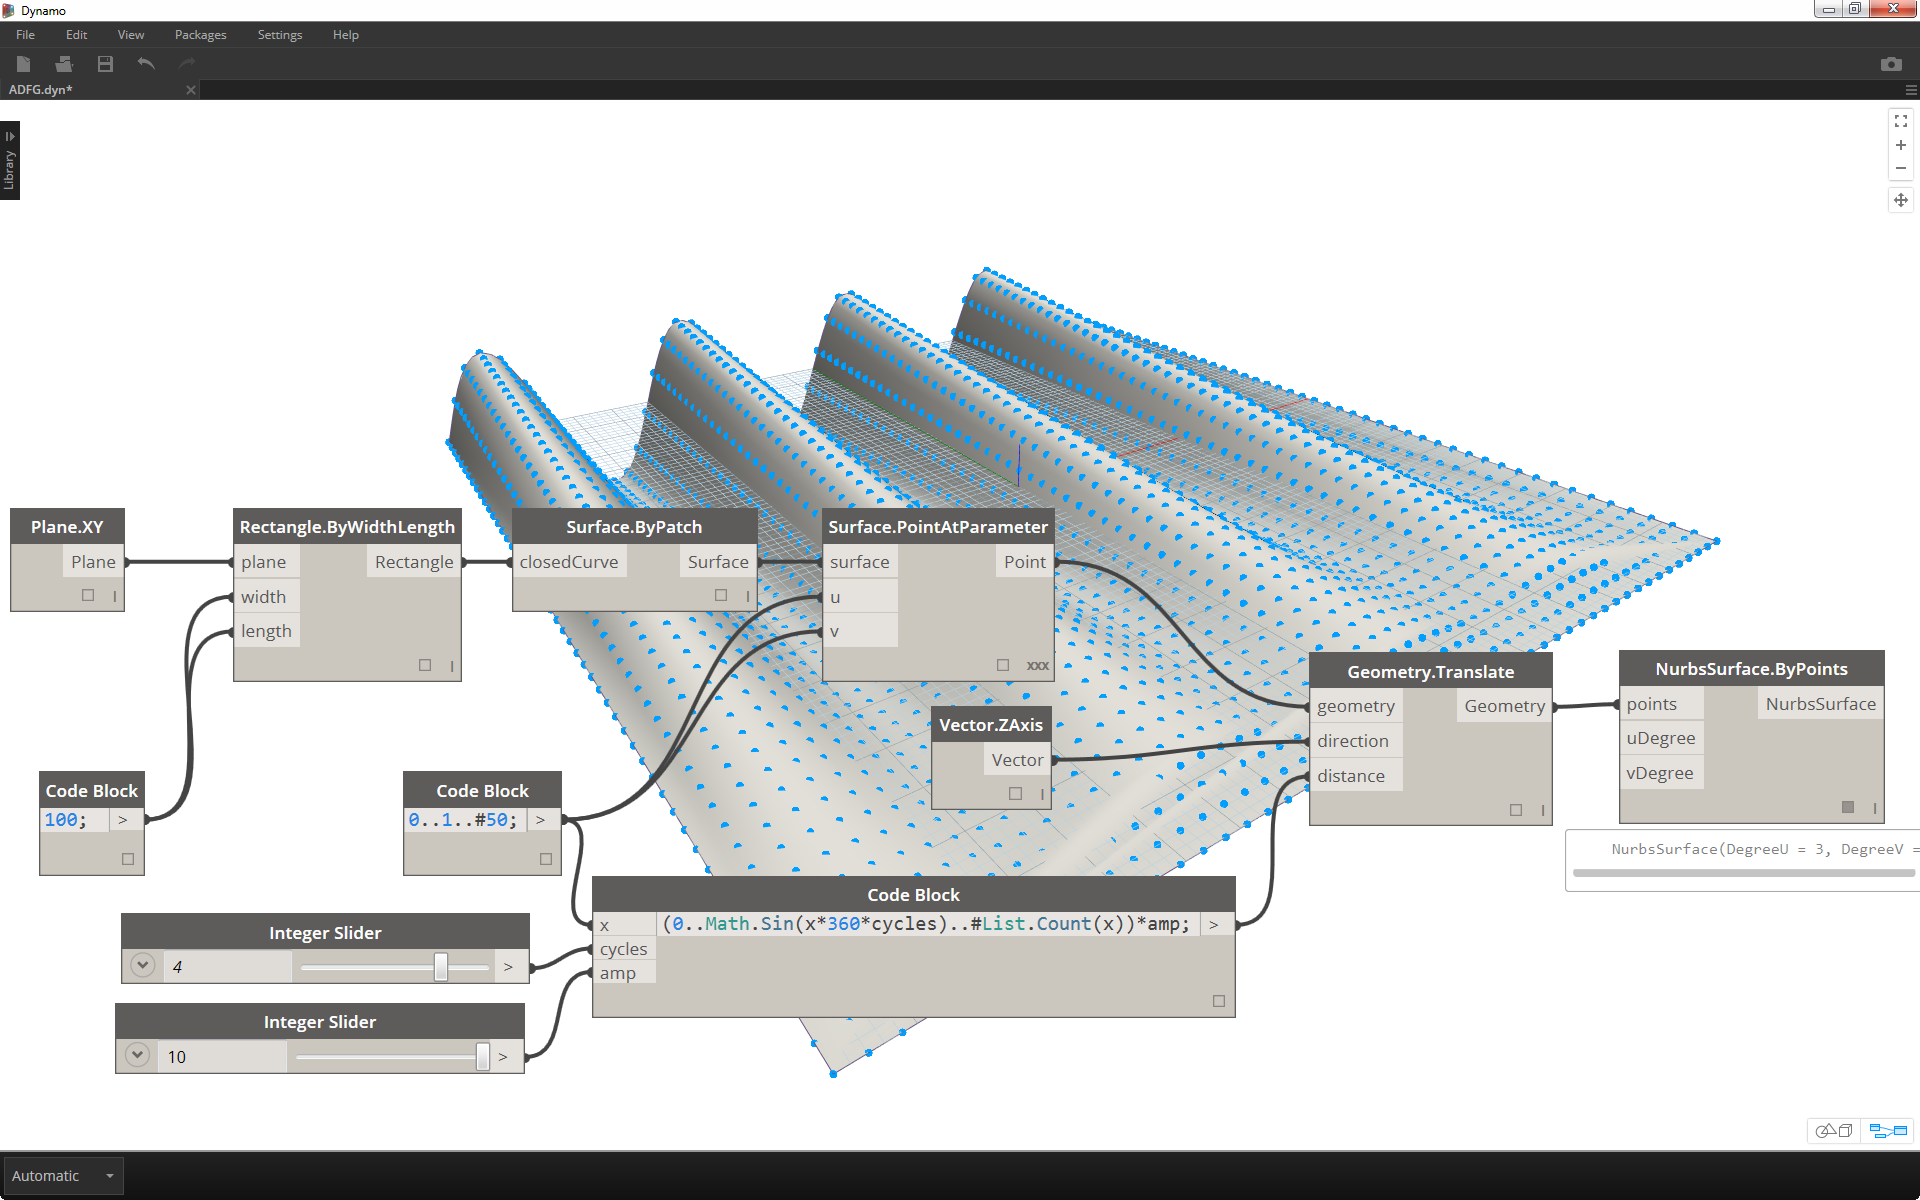 Dynamo
File Edit View Packages Settings Help
ADFG.dyn*
Library
Plane.XY
Plane
Rectangle.ByWidthLength
plane Rectangle
width
length
Surface.ByPatch
closedCurve Surface
Surface.PointAtParameter
surface Point
u
v
xxx
Geometry.Translate
geometry Geometry
direction
distance
NurbsSurface.ByPoints
points NurbsSurface
uDegree
vDegree
NurbsSurface(DegreeU = 3, DegreeV =
Vector.ZAxis
Vector
Code Block
100; >
Code Block
0..1..#50; >
Code Block
x (0..Math.Sin(x*360*cycles)..#List.Count(x))*amp; >
cycles
amp
Integer Slider
4 >
Integer Slider
10 >
Automatic